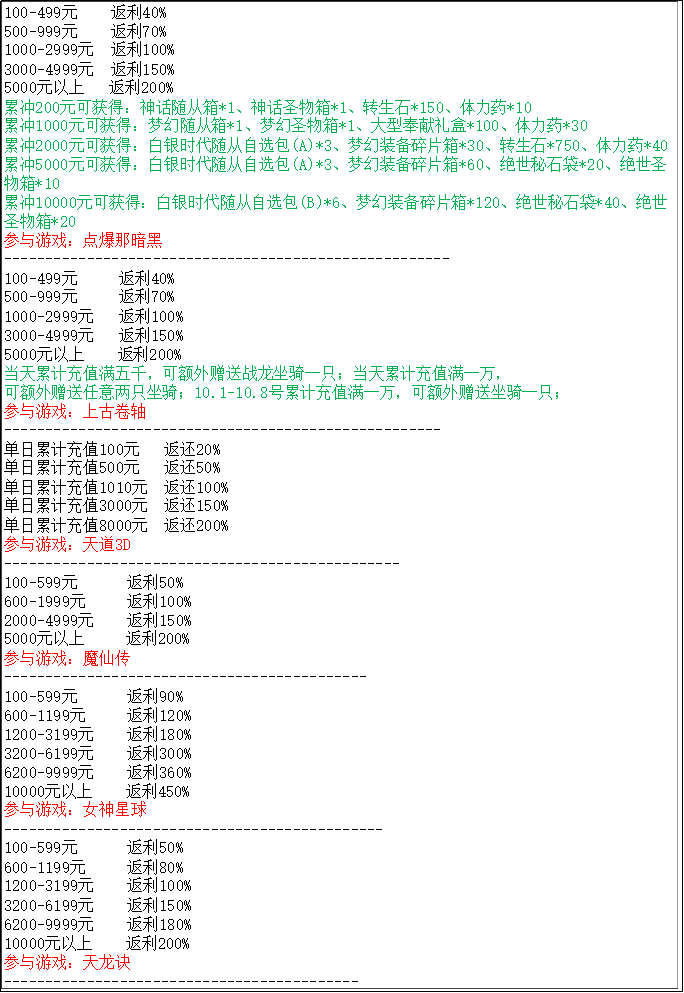 100-499元 返利40%
500-999元 返利70%
1000-2999元 返利100%
3000-4999元 返利150%
5000元以上 返利200%
累冲200元可获得：神话随从箱*1、神话圣物箱*1、转生石*150、体力药*10
累冲1000元可获得：梦幻随从箱*1、梦幻圣物箱*1、大型奉献礼盒*100、体力药*30
累冲2000元可获得：白银时代随从自选包(A)*3、梦幻装备碎片箱*30、转生石*750、体力药*40
累冲5000元可获得：白银时代随从自选包(A)*3、梦幻装备碎片箱*60、绝世秘石袋*20、绝世圣
物箱*10
累冲10000元可获得：白银时代随从自选包(B)*6、梦幻装备碎片箱*120、绝世秘石袋*40、绝世
圣物箱*20
参与游戏：点爆那暗黑
-------------------------------------------------------
100-499元 返利40%
500-999元 返利70%
1000-2999元 返利100%
3000-4999元 返利150%
5000元以上 返利200%
当天累计充值满五千，可额外赠送战龙坐骑一只；当天累计充值满一万，
可额外赠送任意两只坐骑；10.1-10.8号累计充值满一万，可额外赠送坐骑一只；
参与游戏：上古卷轴
------------------------------------------------------
单日累计充值100元 返还20%
单日累计充值500元 返还50%
单日累计充值1010元 返还100%
单日累计充值3000元 返还150%
单日累计充值8000元 返还200%
参与游戏：天道3D
-------------------------------------------------
100-599元 返利50%
600-1999元 返利100%
2000-4999元 返利150%
5000元以上 返利200%
参与游戏：魔仙传
---------------------------------------------
100-599元 返利90%
600-1199元 返利120%
1200-3199元 返利180%
3200-6199元 返利300%
6200-9999元 返利360%
10000元以上 返利450%
参与游戏：女神星球
-----------------------------------------------
100-599元 返利50%
600-1199元 返利80%
1200-3199元 返利100%
3200-6199元 返利150%
6200-9999元 返利180%
10000元以上 返利200%
参与游戏：天龙诀
--------------------------------------------